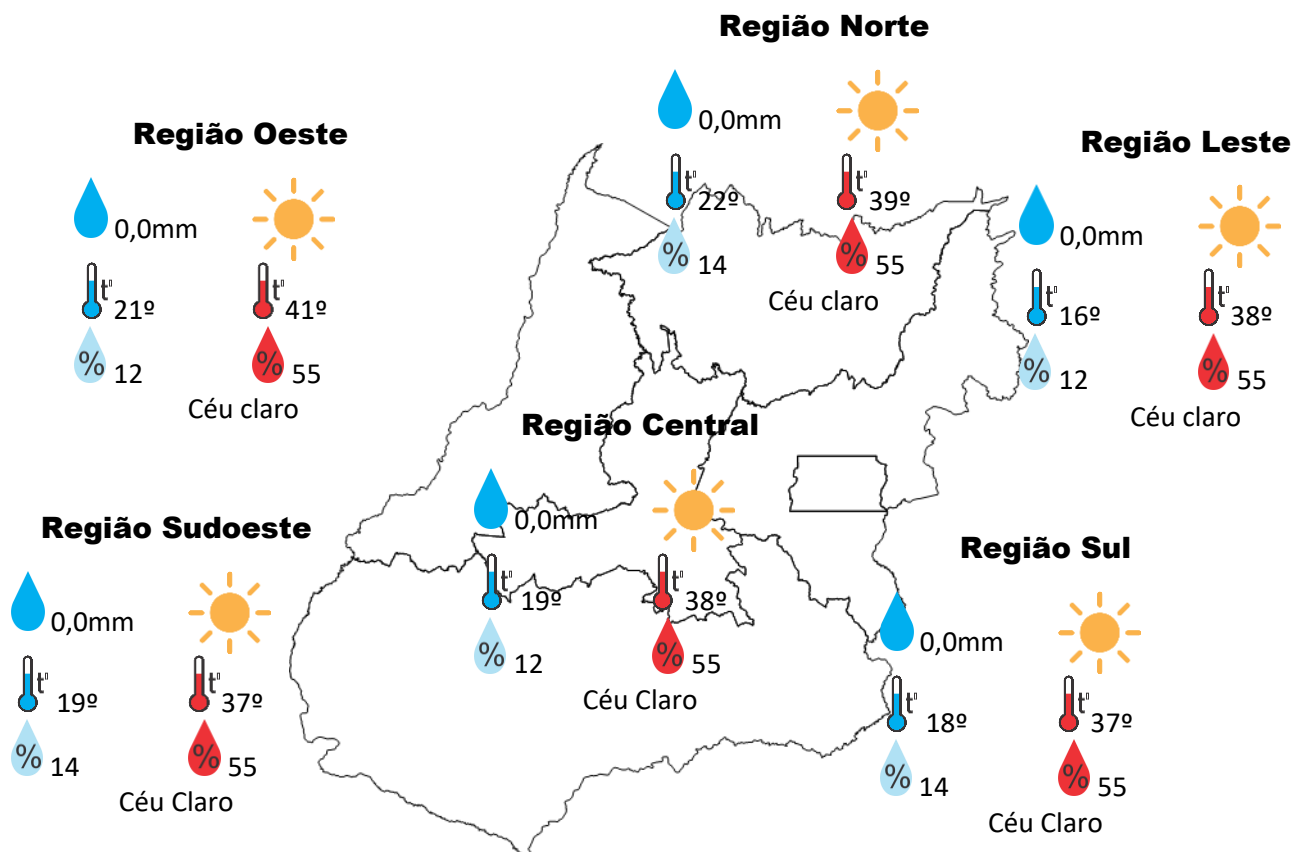 Região Norte
0,0mm
t°
22º
t°
39º
%
14
%
55
Céu claro
Região Oeste
0,0mm
t°
21º
t°
41º
%
12
%
55
Céu claro
Região Leste
0,0mm
t°
16º
t°
38º
%
12
%
55
Céu claro
Região Central
0,0mm
t°
19º
t°
38º
%
12
%
55
Céu Claro
Região Sudoeste
0,0mm
t°
19º
t°
37º
%
14
%
55
Céu Claro
Região Sul
0,0mm
t°
18º
t°
37º
%
14
%
55
Céu Claro